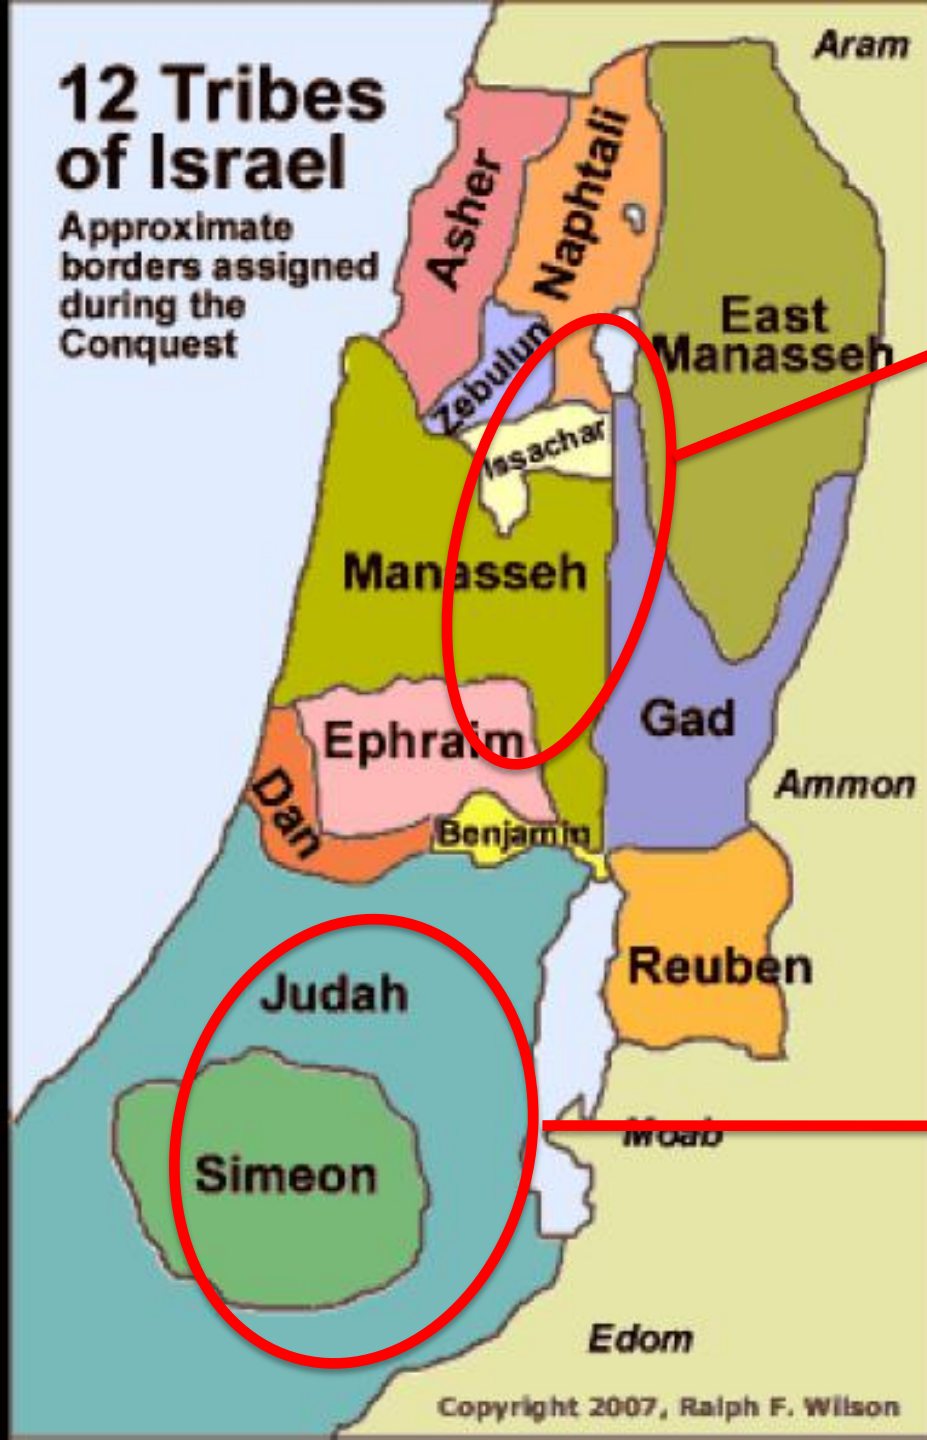 12 Tribes
of Israel
Approximate
borders assigned
during the
Conquest
Aram
Asher
Naphtali
East
Manasseh
Zebulun
Issachar
Manasseh
Ephraim
Gad
Dan
Ammon
Benjamin
Reuben
Judah
Moab
Simeon
Edom
Copyright 2007, Ralph F. Wilson